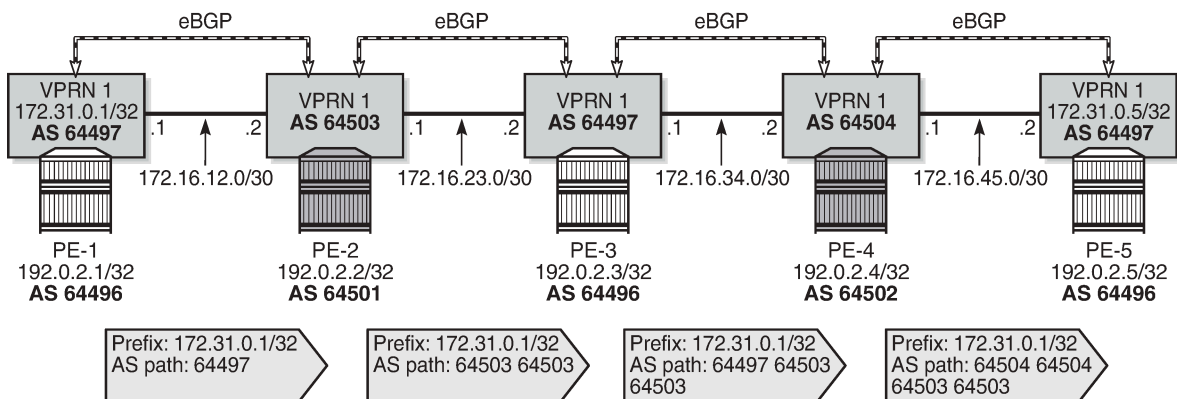 eBGP
eBGP
eBGP
eBGP
VPRN 1
172.31.0.1/32
AS 64497
VPRN 1
AS 64503
VPRN 1
AS 64497
VPRN 1
AS 64504
VPRN 1
172.31.0.5/32
AS 64497
.1
.2
.1
.2
.1
.2
.1
.2
172.16.12.0/30
172.16.23.0/30
172.16.34.0/30
172.16.45.0/30
PE-1
192.0.2.1/32
AS 64496
PE-2
192.0.2.2/32
AS 64501
PE-3
192.0.2.3/32
AS 64496
PE-4
192.0.2.4/32
AS 64502
PE-5
192.0.2.5/32
AS 64496
Prefix: 172.31.0.1/32
AS path: 64497
Prefix: 172.31.0.1/32
AS path: 64503 64503
Prefix: 172.31.0.1/32
AS path: 64497 64503
64503
Prefix: 172.31.0.1/32
AS path: 64504 64504
64503 64503